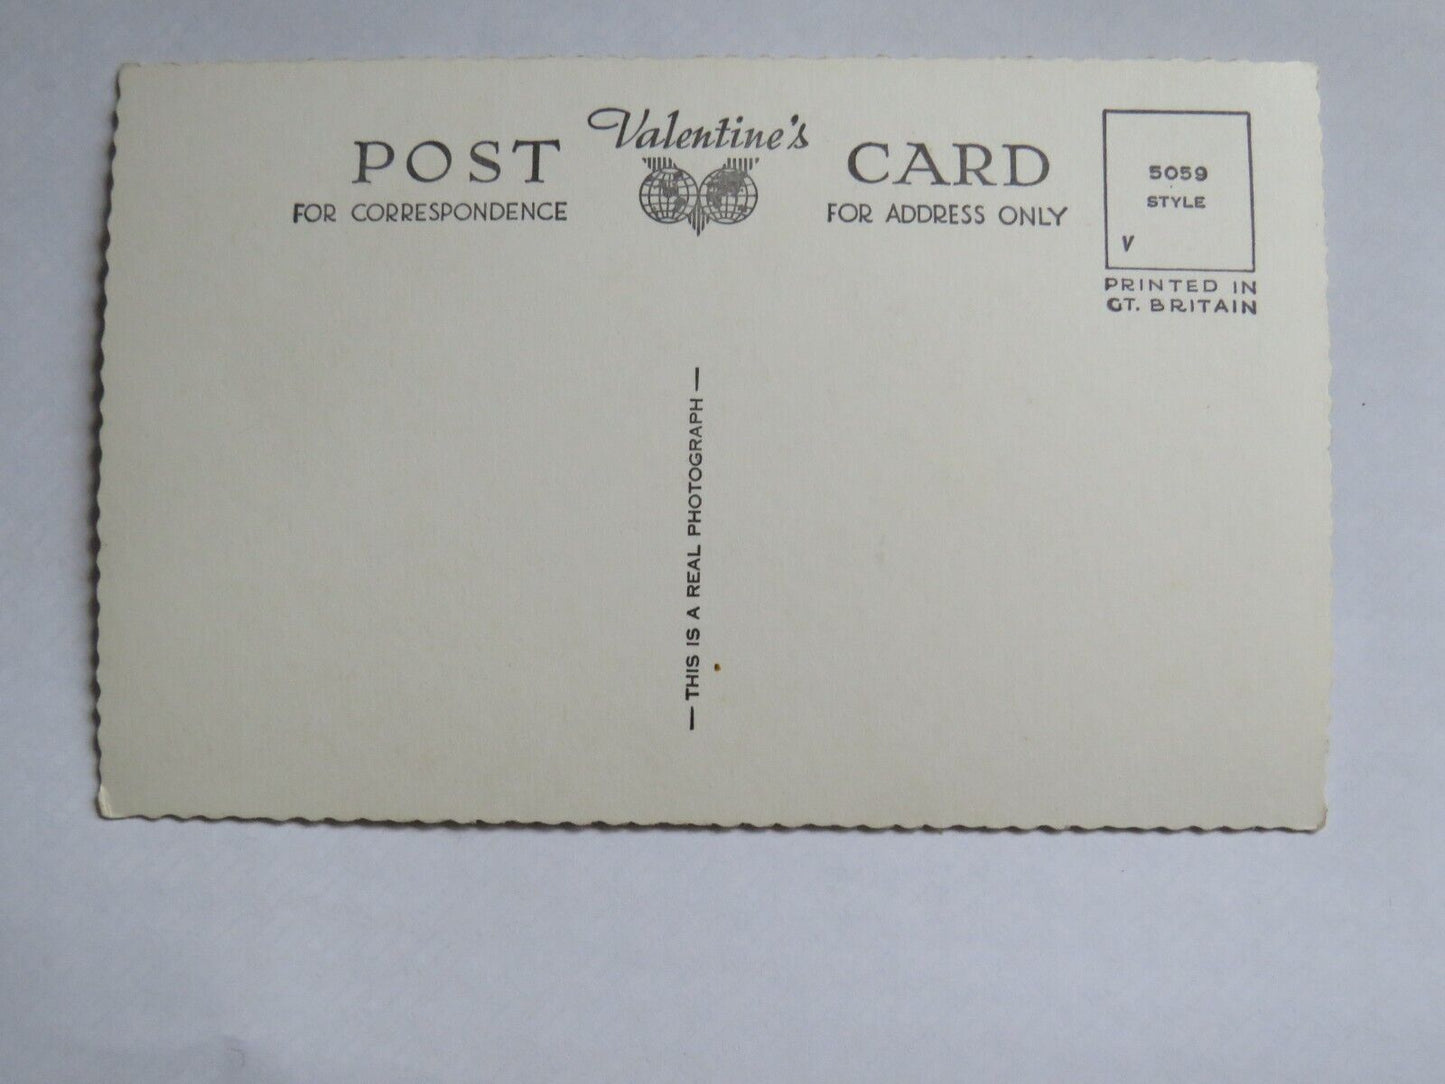 POST Valentine's CARD
FOR CORRESPONDENCE
FOR ADDRESS ONLY
5059
STYLE
V
PRINTED IN
GT. BRITAIN
— THIS IS A REAL PHOTOGRAPH —